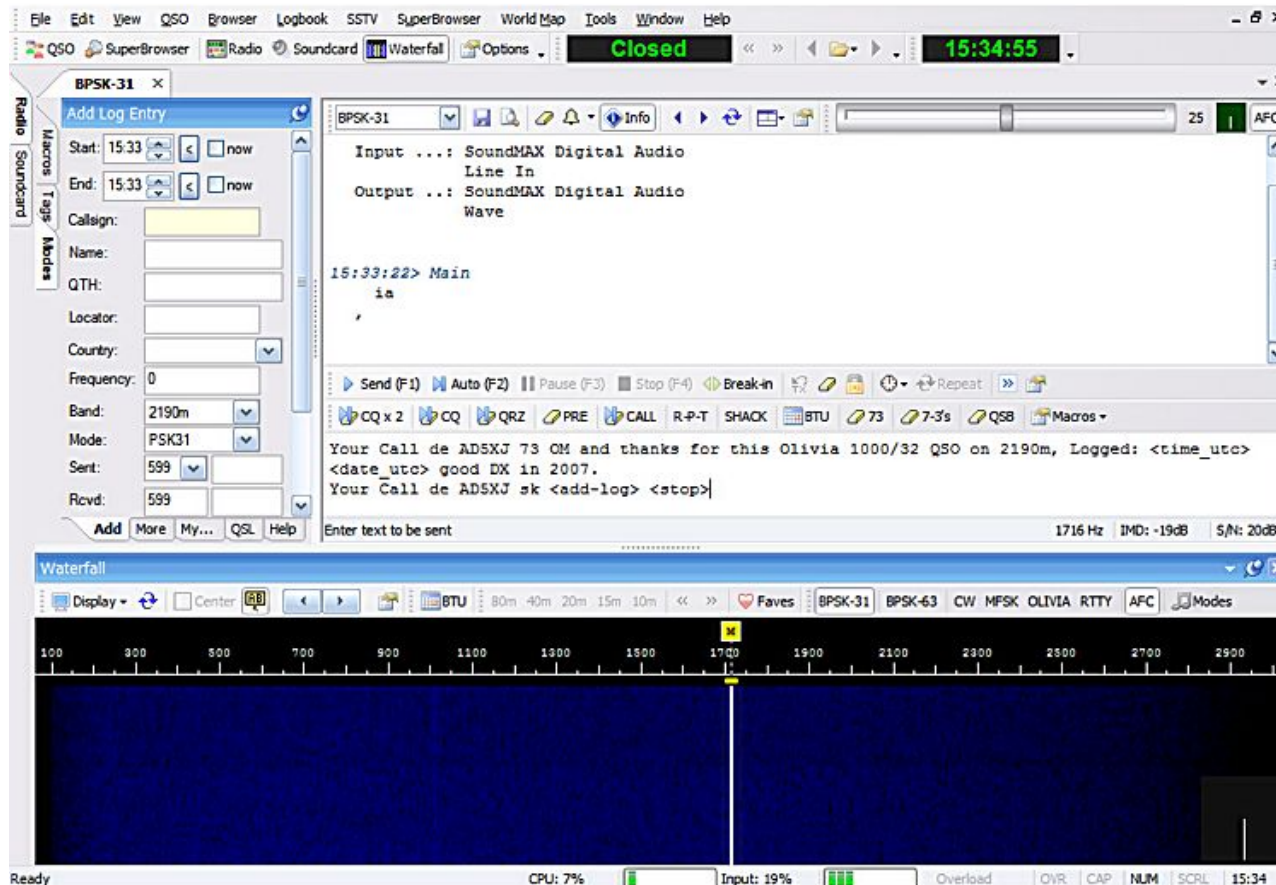 File Edit View QSO Browser Logbook SSTV SuperBrowser World Map Tools Window Help
QSO SuperBrowser Radio Soundcard Waterfall Options Closed 15:34:55
BPSK-31
Radio
Soundcard
Macros
Tags
Modes
Add Log Entry
Start: 15:33 < now
End: 15:33 < now
Callsign:
Name:
QTH:
Locator:
Country:
Frequency: 0
Band: 2190m
Mode: PSK31
Sent: 599
Rcvd: 599
Add More My... QSL Help
BPSK-31 Info 25 AFC
Input ...: SoundMAX Digital Audio
Line In
Output ..: SoundMAX Digital Audio
Wave
15:33:22> Main
ia
,
Send (F1) Auto (F2) Pause (F3) Stop (F4) Break-in Repeat
CQ x 2 CQ QRZ PRE CALL R-P-T SHACK BTU 73 7-3's QSB Macros
Your Call de AD5XJ 73 OM and thanks for this Olivia 1000/32 QSO on 2190m, Logged: <time_utc>
<date_utc> good DX in 2007.
Your Call de AD5XJ sk <add-log> <stop>
Enter text to be sent 1716 Hz IMD: -19dB S/N: 20dB
Waterfall
Display Center BTU 80m 40m 20m 15m 10m Faves BPSK-31 BPSK-63 CW MFSK OLIVIA RTTY AFC Modes
100 300 500 700 900 1100 1300 1500 1700 1900 2100 2300 2500 2700 2900
Ready CPU: 7% Input: 19% Overload OVR CAP NUM SCRL 15:34